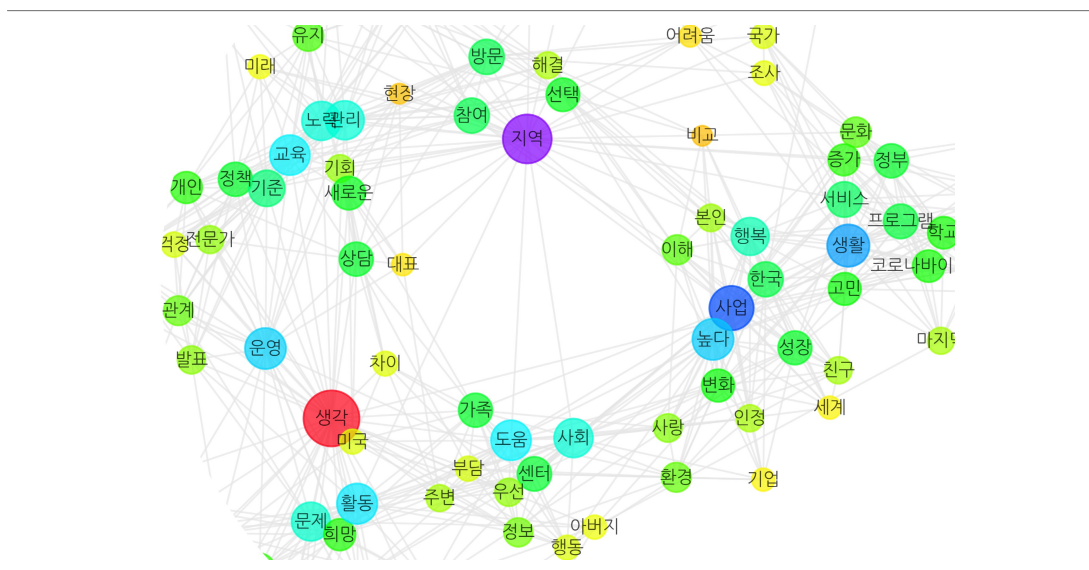 유지
어려움
국가
방문
미래
해결
조사
현장
선택
참여
노력
관리
지역
비교
문화
교육
증가
정부
기회
정책
개인
기준
새로운
서비스
본인
프로그램
행복
학교
걱정
전문가
이해
생활
상담
대표
코로나바이
한국
고민
관계
사업
높다
운영
성장
발표
차이
친구
변화
세계
가족
생각
인정
사랑
도움
사회
미국
부담
센터
환경
기업
우선
주변
활동
문제
아버지
정보
희망
행동